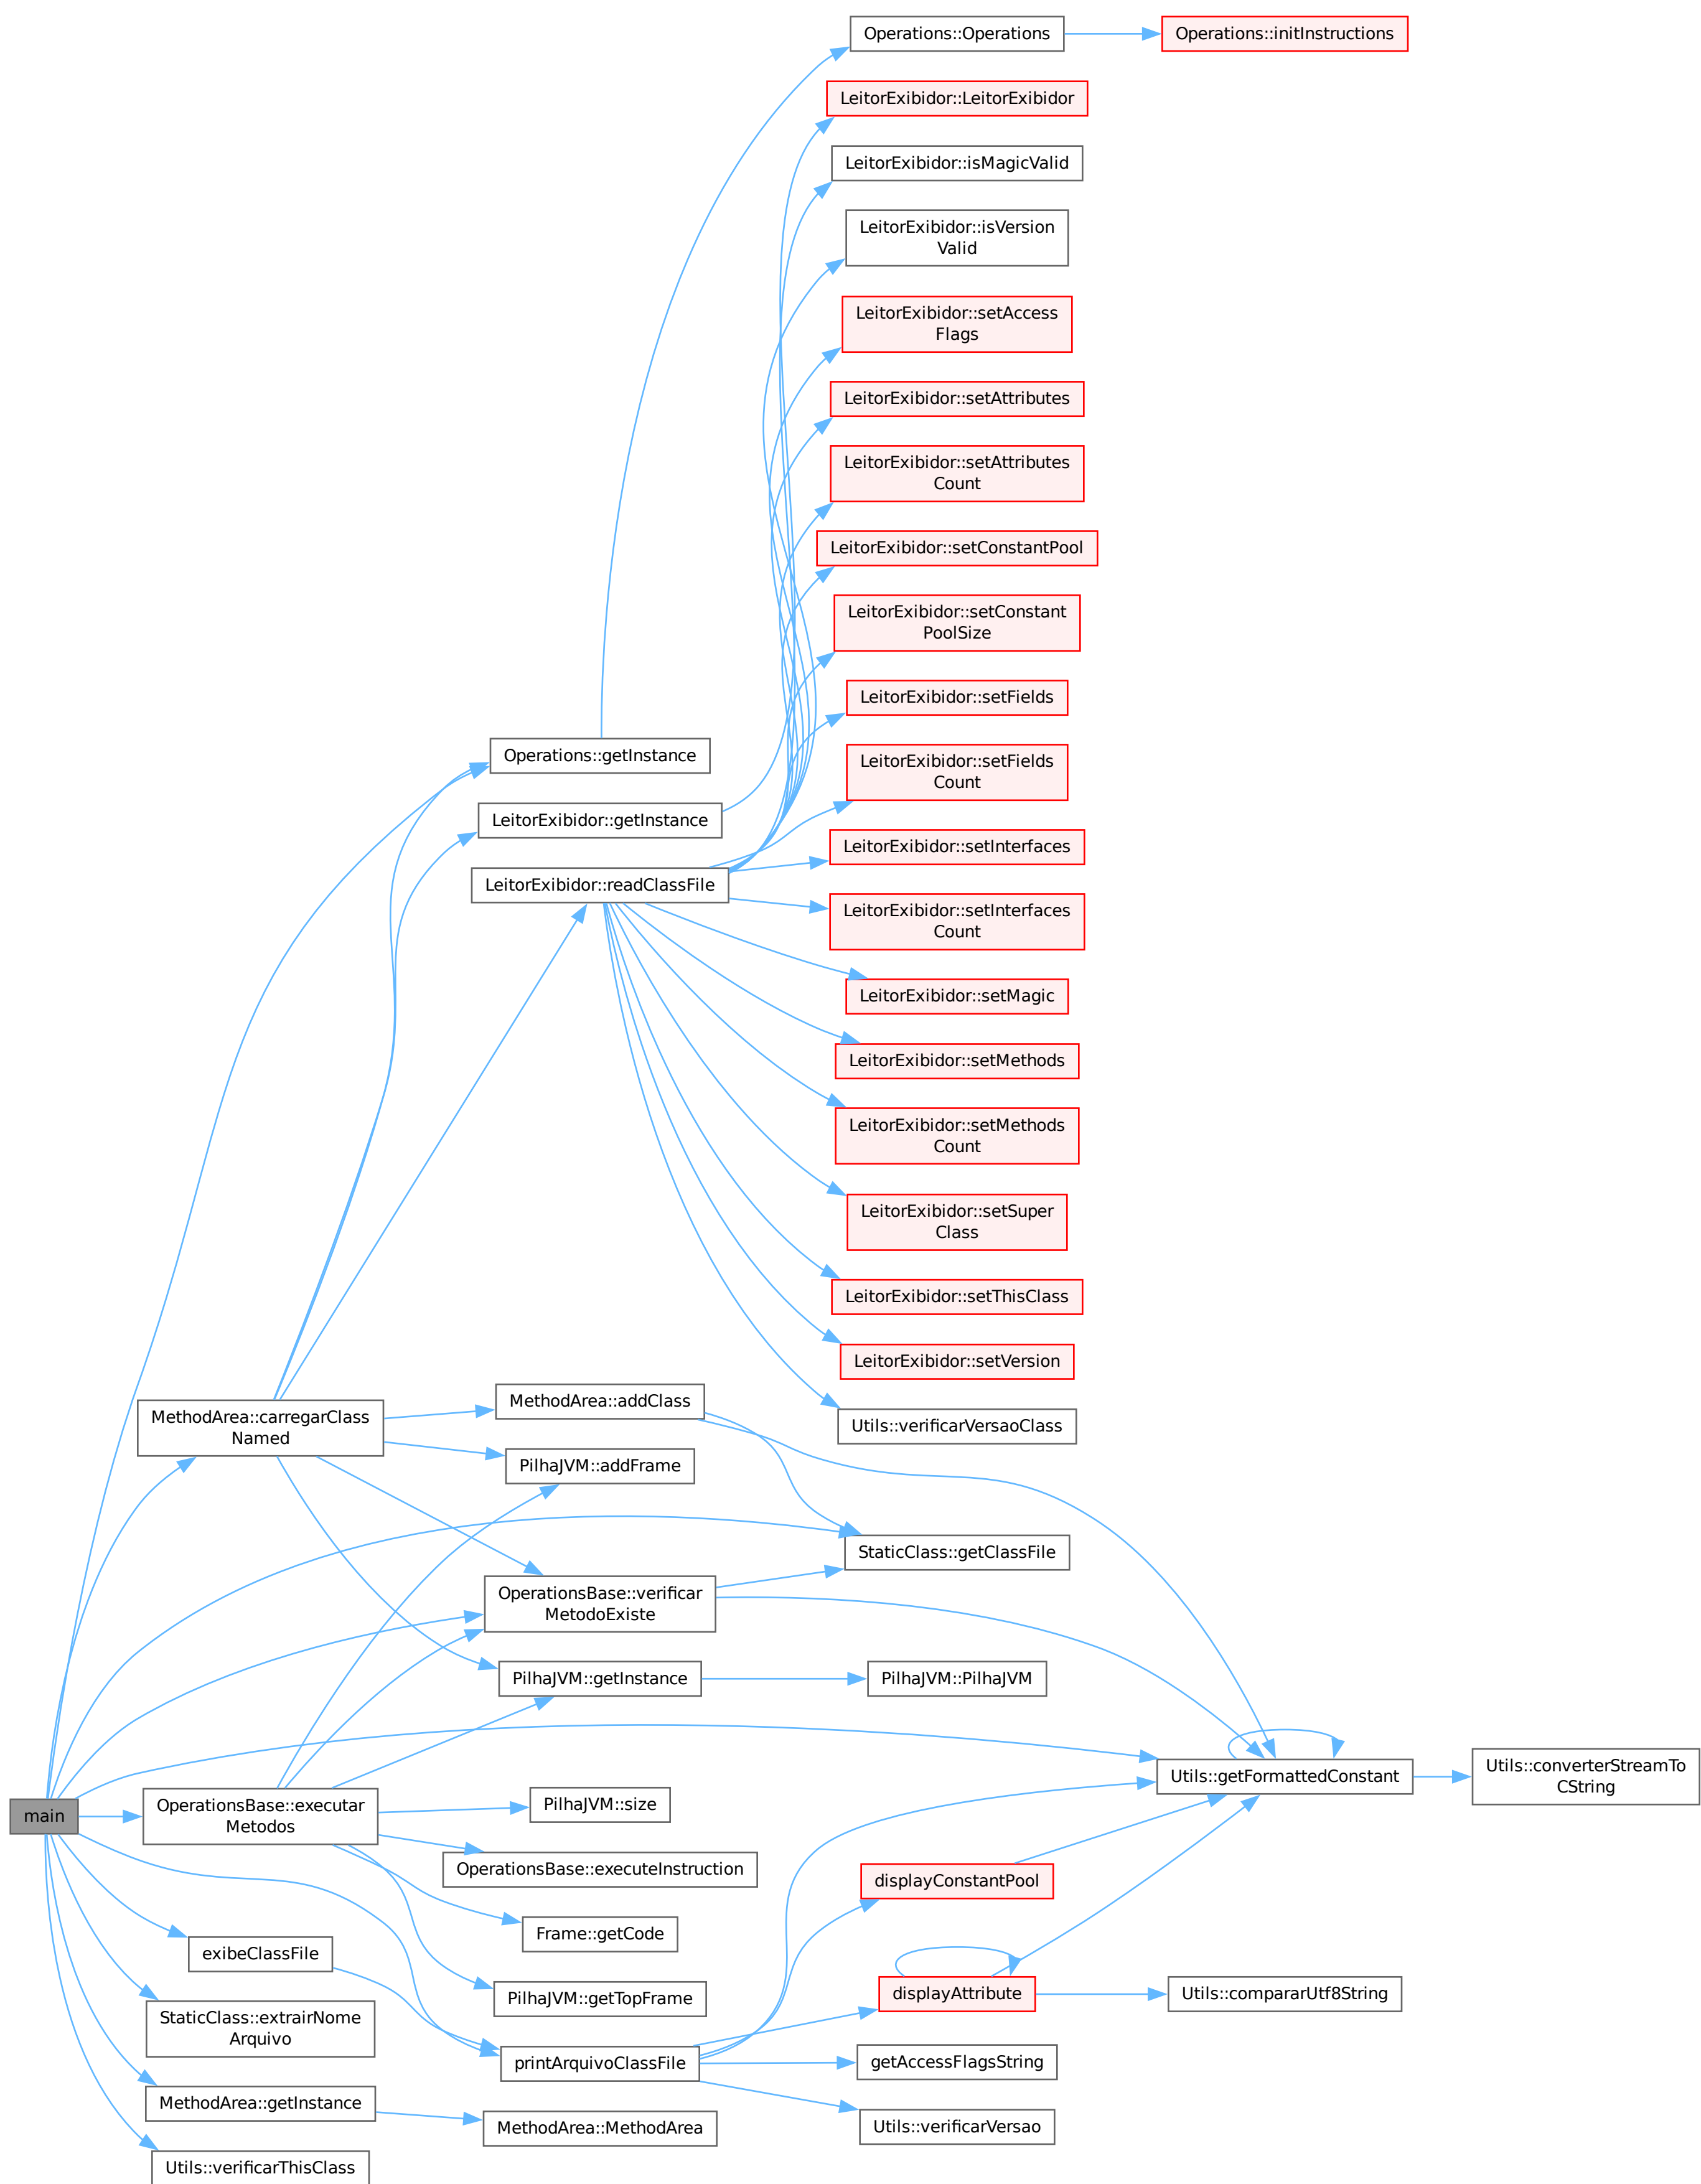 Operations::Operations
Operations::initInstructions
LeitorExibidor::LeitorExibidor
LeitorExibidor::isMagicValid
LeitorExibidor::isVersion
Valid
LeitorExibidor::setAccess
Flags
LeitorExibidor::setAttributes
LeitorExibidor::setAttributes
Count
LeitorExibidor::setConstantPool
LeitorExibidor::setConstant
PoolSize
LeitorExibidor::setFields
Operations::getInstance
LeitorExibidor::setFields
Count
LeitorExibidor::getInstance
LeitorExibidor::setInterfaces
LeitorExibidor::readClassFile
LeitorExibidor::setInterfaces
Count
LeitorExibidor::setMagic
LeitorExibidor::setMethods
LeitorExibidor::setMethods
Count
LeitorExibidor::setSuper
Class
LeitorExibidor::setThisClass
LeitorExibidor::setVersion
MethodArea::carregarClass
Named
MethodArea::addClass
Utils::verificarVersaoClass
PilhaJVM::addFrame
StaticClass::getClassFile
OperationsBase::verificar
MetodoExiste
PilhaJVM::getInstance
PilhaJVM::PilhaJVM
Utils::getFormattedConstant
Utils::converterStreamTo
CString
main
OperationsBase::executar
Metodos
PilhaJVM::size
OperationsBase::executeInstruction
displayConstantPool
Frame::getCode
exibeClassFile
PilhaJVM::getTopFrame
displayAttribute
Utils::compararUtf8String
StaticClass::extrairNome
Arquivo
printArquivoClassFile
getAccessFlagsString
MethodArea::getInstance
MethodArea::MethodArea
Utils::verificarVersao
Utils::verificarThisClass